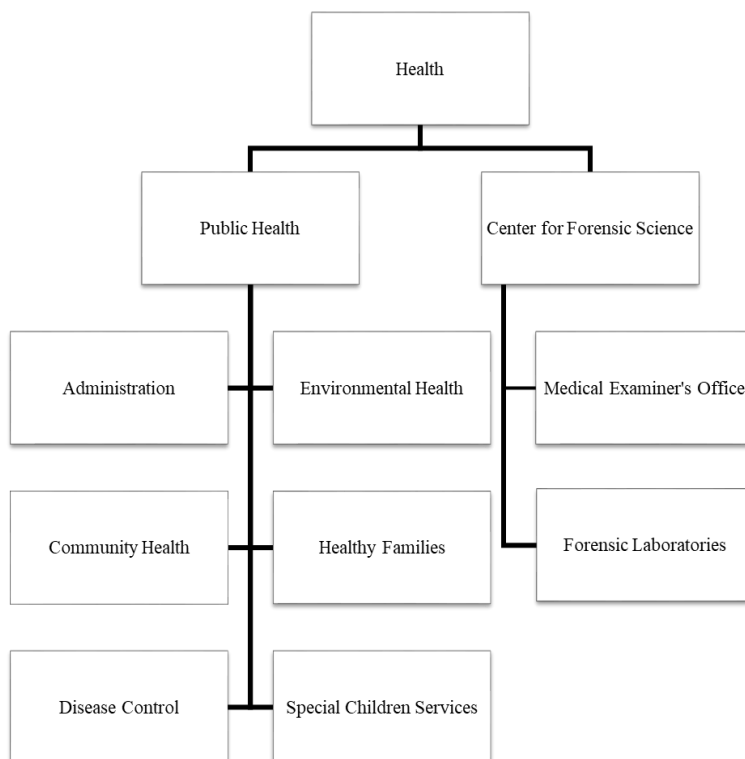 Health
Public Health
Center for Forensic Science
Administration
Environmental Health
Medical Examiner's Office
Community Health
Healthy Families
Forensic Laboratories
Disease Control
Special Children Services